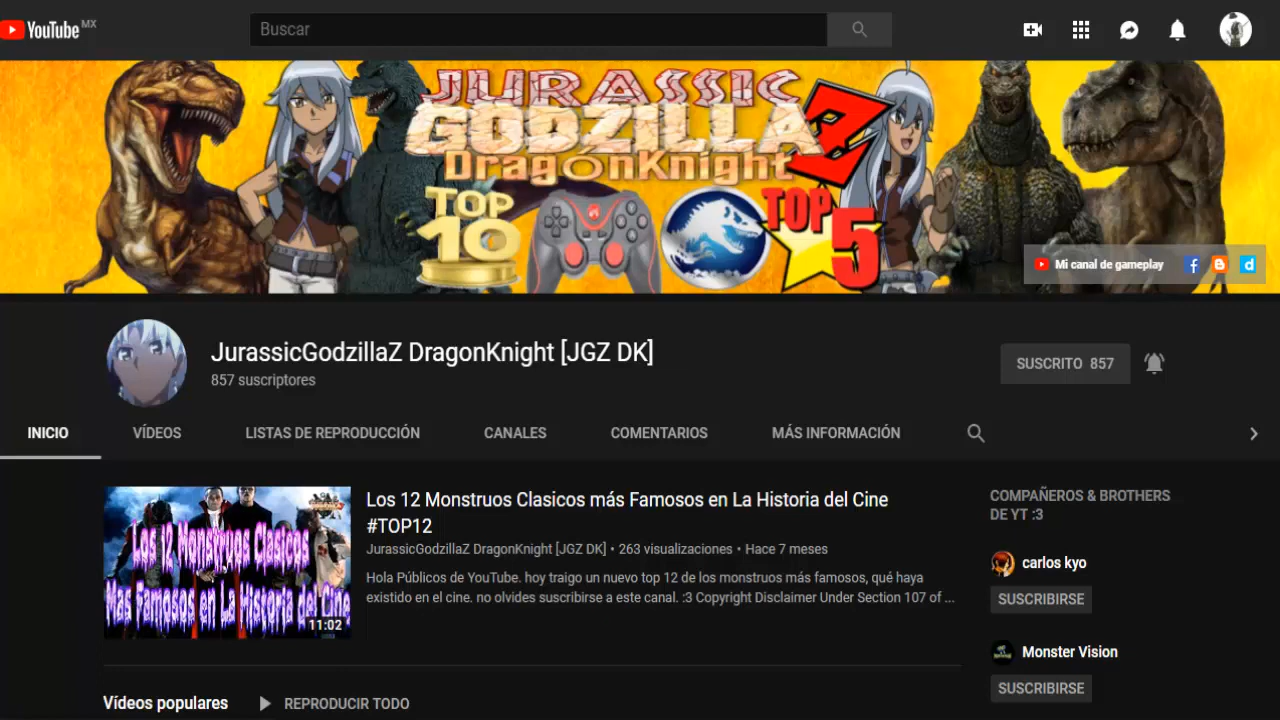 YouTube MX
Buscar
JURASSIC
GODZILLA Z
DragonKnight
TOP
10
TOP
5
Mi canal de gameplay
JurassicGodzillaZ DragonKnight [JGZ DK]
857 suscriptores
SUSCRITO 857
INICIO
VÍDEOS
LISTAS DE REPRODUCCIÓN
CANALES
COMENTARIOS
MÁS INFORMACIÓN
Los 12 Monstruos Clasicos
Mas Famosos en La Historia del Cine
11:02
Los 12 Monstruos Clasicos más Famosos en La Historia del Cine
#TOP12
JurassicGodzillaZ DragonKnight [JGZ DK] • 263 visualizaciones • Hace 7 meses
Hola Públicos de YouTube. hoy traigo un nuevo top 12 de los monstruos más famosos, qué haya
existido en el cine. no olvides suscribirse a este canal. :3 Copyright Disclaimer Under Section 107 of ...
COMPAÑEROS & BROTHERS
DE YT :3
carlos kyo
SUSCRIBIRSE
Monster Vision
SUSCRIBIRSE
Vídeos populares
REPRODUCIR TODO